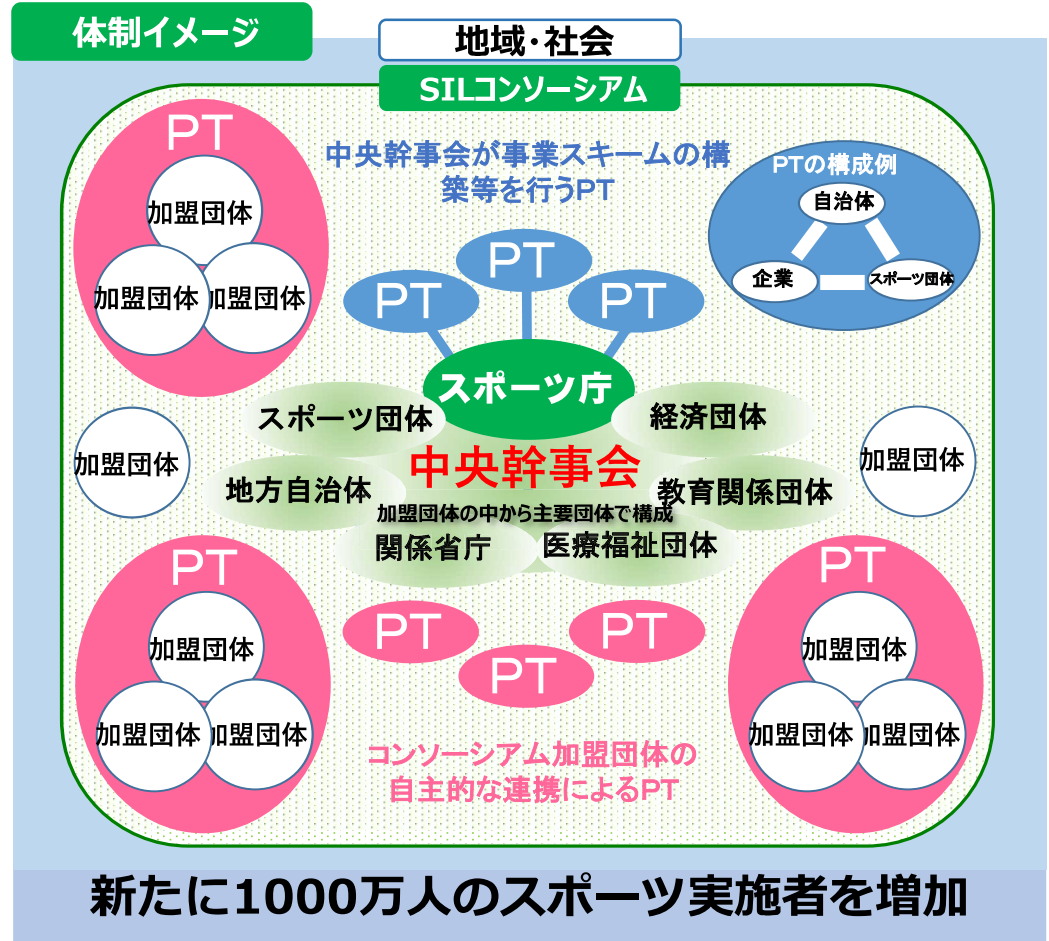 体制イメージ
地域・社会
SILコンソーシアム
PT
加盟団体
加盟団体
加盟団体
中央幹事会が事業スキームの構
築等を行うPT
PTの構成例
自治体
企業
スポーツ団体
PT
PT
PT
スポーツ庁
スポーツ団体
経済団体
中央幹事会
加盟団体
加盟団体
地方自治体
教育関係団体
加盟団体の中から主要団体で構成
関係省庁
医療福祉団体
PT
加盟団体
加盟団体
加盟団体
PT
PT
PT
PT
加盟団体
加盟団体
加盟団体
コンソーシアム加盟団体の
自主的な連携によるPT
新たに1000万人のスポーツ実施者を増加